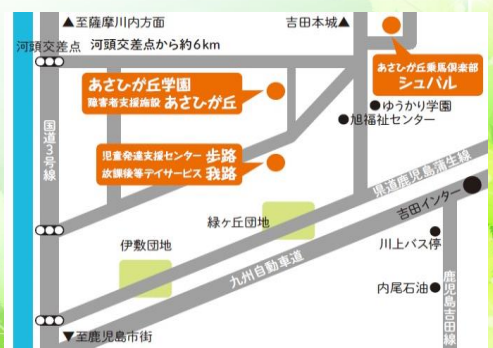 ▲至薩摩川内方面
吉田本城▲
河頭交差点
河頭交差点から約6km
あさひが丘乗馬倶楽部
シュバル
あさひが丘学園
障害者支援施設 あさひが丘
ゆうかり学園
旭福祉センター
国道3号線
児童発達支援センター 歩路
放課後等デイサービス 我路
県道鹿児島蒲生線
吉田インター
緑ヶ丘団地
川上バス停
伊敷団地
九州自動車道
内尾石油
鹿児島吉田線
▼至鹿児島市街